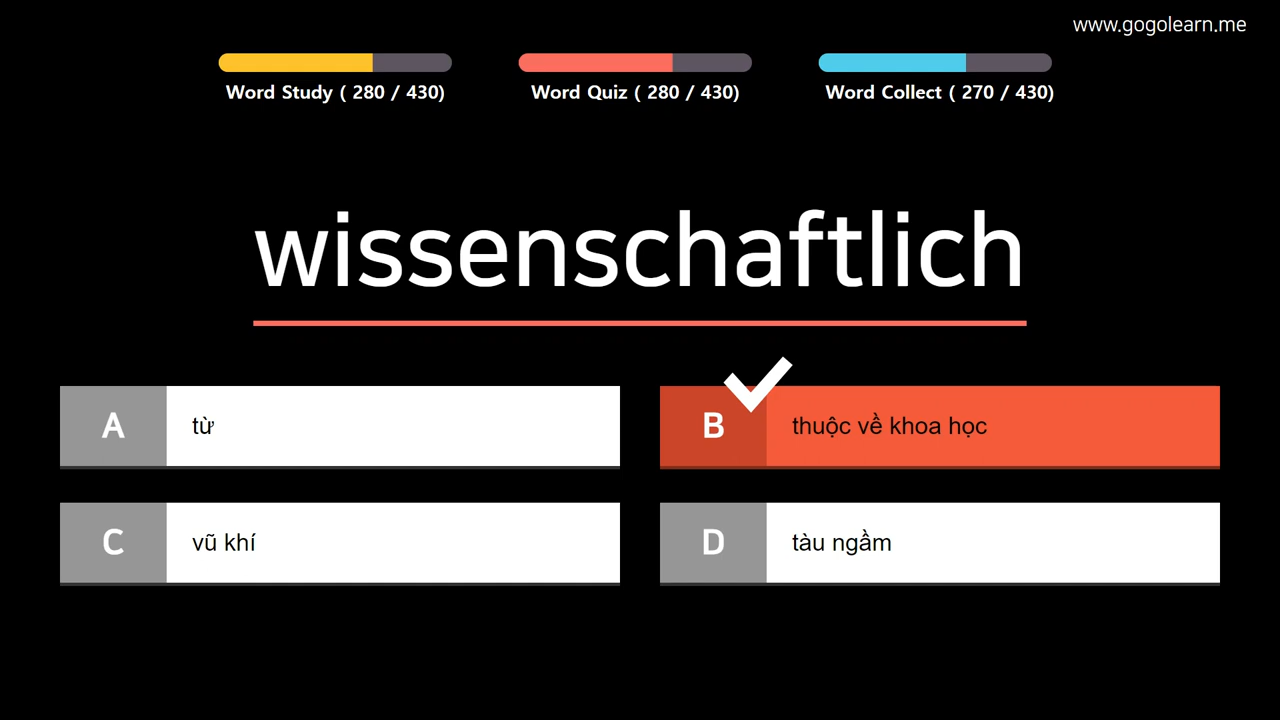 www.gogolearn.me
Word Study ( 280 / 430)
Word Quiz ( 280 / 430)
Word Collect ( 270 / 430)
wissenschaftlich
A từ
B thuộc về khoa học
C vũ khí
D tàu ngầm